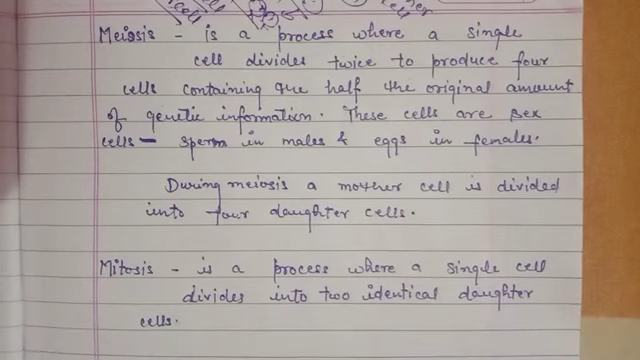 cell
cell
Meiosis - is a process where a single
cell divides twice to produce four
cells containing the half the original amount
of genetic information. These cells are sex
cells - sperm in males & eggs in females.
During meiosis a mother cell is divided
into four daughter cells.
Mitosis - is a process where a single cell
divides into two identical daughter
cells.